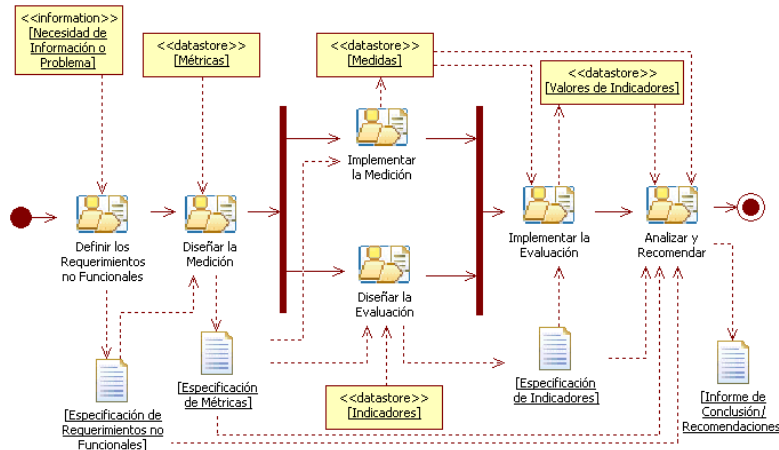 <<information>>
[Necesidad de
Información o
Problema]
<<datastore>>
[Métricas]
<<datastore>>
[Medidas]
<<datastore>>
[Valores de Indicadores]
Implementar
la Medición
Definir los
Requerimientos
no Funcionales
Diseñar la
Medición
Implementar la
Evaluación
Analizar y
Recomendar
Diseñar la
Evaluación
[Especificación de
Requerimientos no
Funcionales]
[Especificación
de Métricas]
<<datastore>>
[Indicadores]
[Especificación
de Indicadores]
[Informe de
Conclusión/
Recomendaciones]